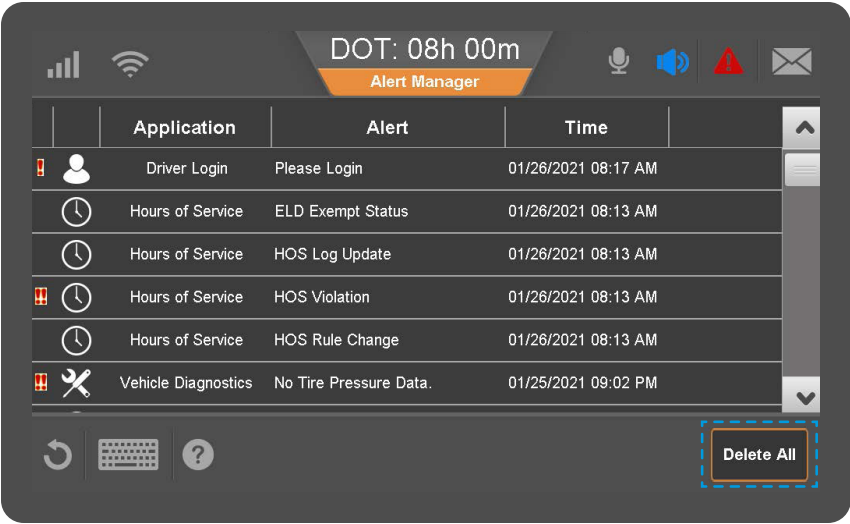 DOT: 08h 00m
Alert Manager
Application Alert Time
Driver Login Please Login 01/26/2021 08:17 AM
Hours of Service ELD Exempt Status 01/26/2021 08:13 AM
Hours of Service HOS Log Update 01/26/2021 08:13 AM
Hours of Service HOS Violation 01/26/2021 08:13 AM
Hours of Service HOS Rule Change 01/26/2021 08:13 AM
Vehicle Diagnostics No Tire Pressure Data. 01/25/2021 09:02 PM
Delete All